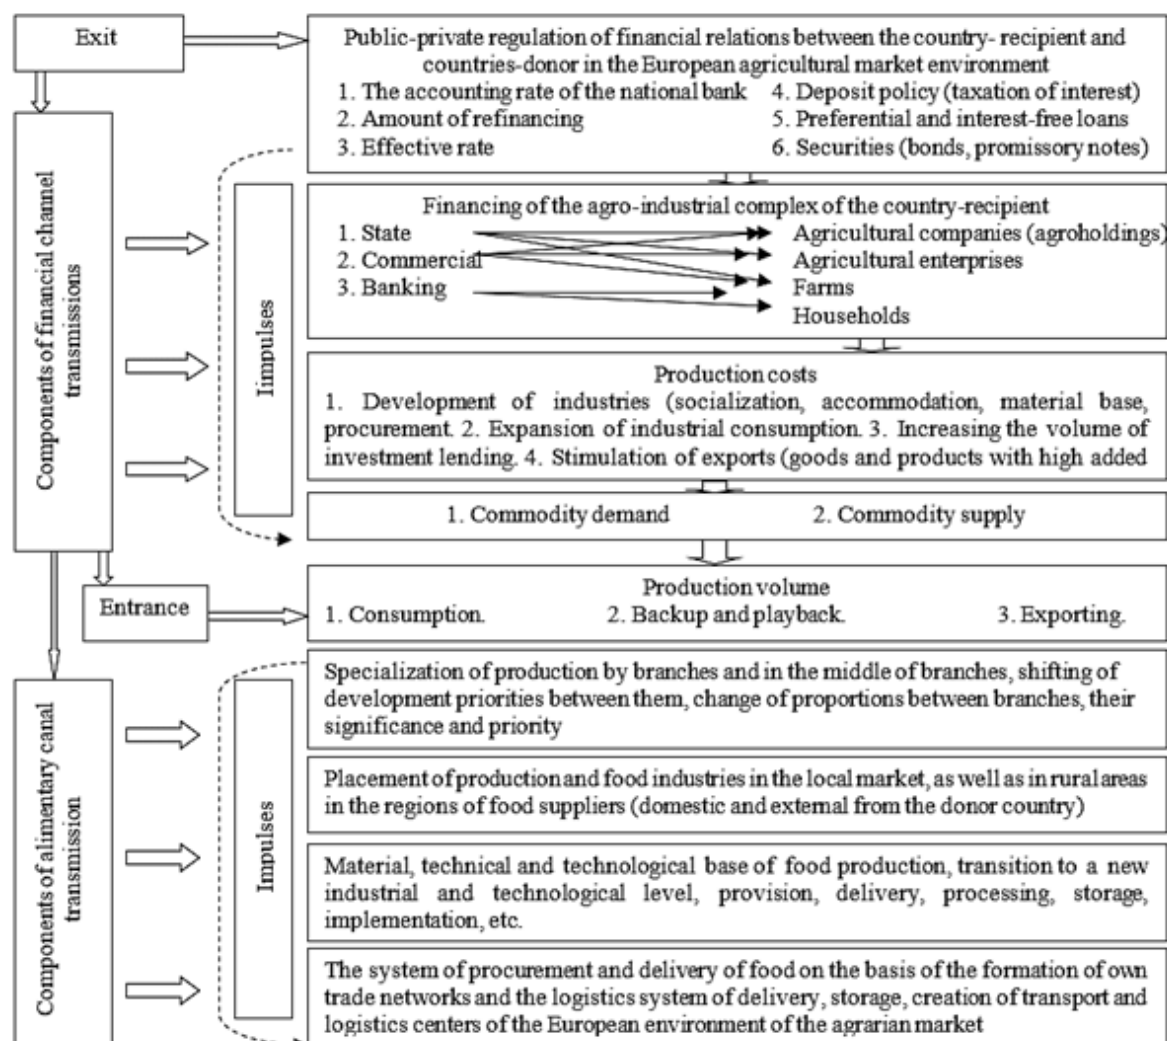 Exit
Public-private regulation of financial relations between the country- recipient and
countries-donor in the European agricultural market environment
1. The accounting rate of the national bank
2. Amount of refinancing
3. Effective rate
4. Deposit policy (taxation of interest)
5. Preferential and interest-free loans
6. Securities (bonds, promissory notes)
Components of financial channel
transmissions
Iimpulses
Financing of the agro-industrial complex of the country-recipient
1. State
2. Commercial
3. Banking
Agricultural companies (agroholdings)
Agricultural enterprises
Farms
Households
Production costs
1. Development of industries (socialization, accommodation, material base,
procurement. 2. Expansion of industrial consumption. 3. Increasing the volume of
investment lending. 4. Stimulation of exports (goods and products with high added
1. Commodity demand
2. Commodity supply
Entrance
Production volume
1. Consumption.
2. Backup and playback.
3. Exporting.
Components of alimentary canal
transmission
Impulses
Specialization of production by branches and in the middle of branches, shifting of
development priorities between them, change of proportions between branches, their
significance and priority
Placement of production and food industries in the local market, as well as in rural areas
in the regions of food suppliers (domestic and external from the donor country)
Material, technical and technological base of food production, transition to a new
industrial and technological level, provision, delivery, processing, storage,
implementation, etc.
The system of procurement and delivery of food on the basis of the formation of own
trade networks and the logistics system of delivery, storage, creation of transport and
logistics centers of the European environment of the agrarian market